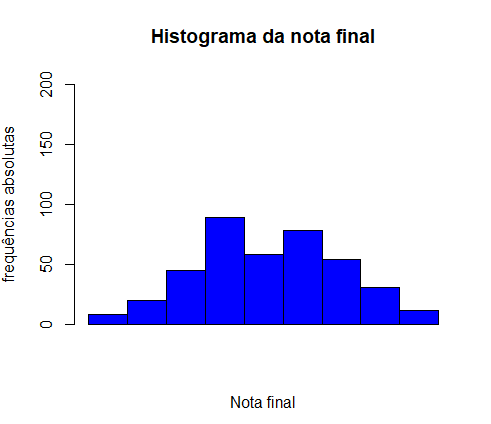 Histograma da nota final
frequências absolutas
200
150
100
50
0
Nota final